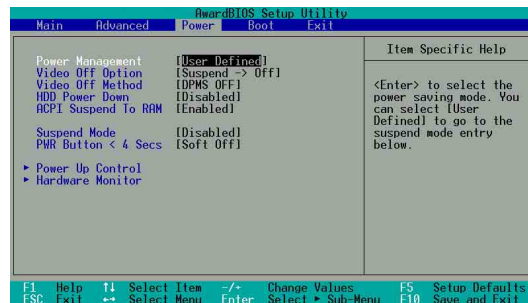 AwardBIOS Setup Utility
Main Advanced Power Boot Exit
Item Specific Help
Power Management [User Defined]
Video Off Option [Suspend -> Off]
Video Off Method [DPMS OFF]
HDD Power Down [Disabled]
ACPI Suspend To RAM [Enabled]
Suspend Mode [Disabled]
PWR Button < 4 Secs [Soft Off]
► Power Up Control
► Hardware Monitor
<Enter> to select the
power saving mode. You
can select [User
Defined] to go to the
suspend mode entry
below.
F1 Help ↑↓ Select Item -/+ Change Values F5 Setup Defaults
ESC Exit ←→ Select Menu Enter Select ► Sub-Menu F10 Save and Exit